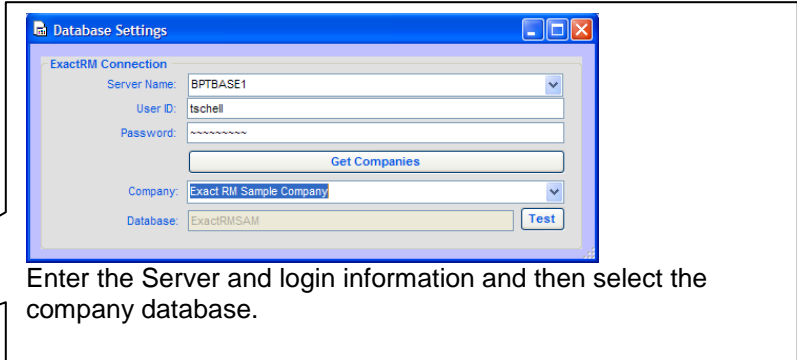 Database Settings
ExactRM Connection
Server Name: BPTBASE1
User ID: tschell
Password: ~~~~~~~~~
Get Companies
Company: Exact RM Sample Company
Database: ExactRMSAM Test
Enter the Server and login information and then select the
company database.